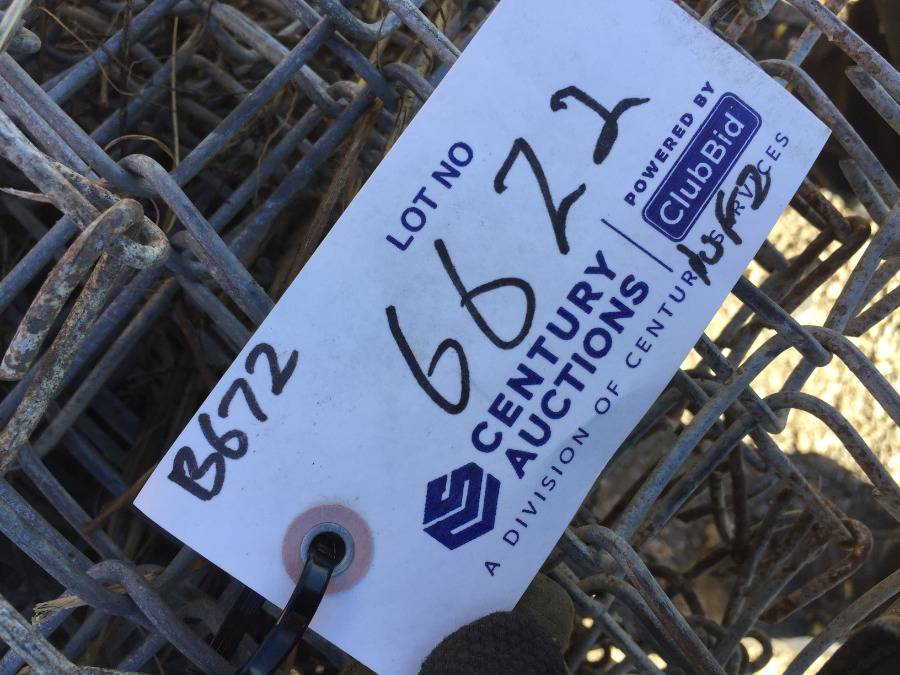 LOT NO
6622
B672
CENTURY
AUCTIONS
A DIVISION OF CENTURY SERVICES
POWERED BY
ClubBid